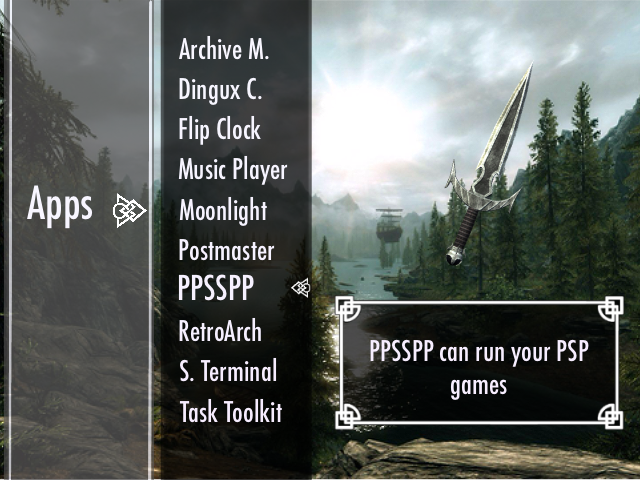 Apps
Archive M.
Dingux C.
Flip Clock
Music Player
Moonlight
Postmaster
PPSSPP
RetroArch
S. Terminal
Task Toolkit
PPSSPP can run your PSP
games